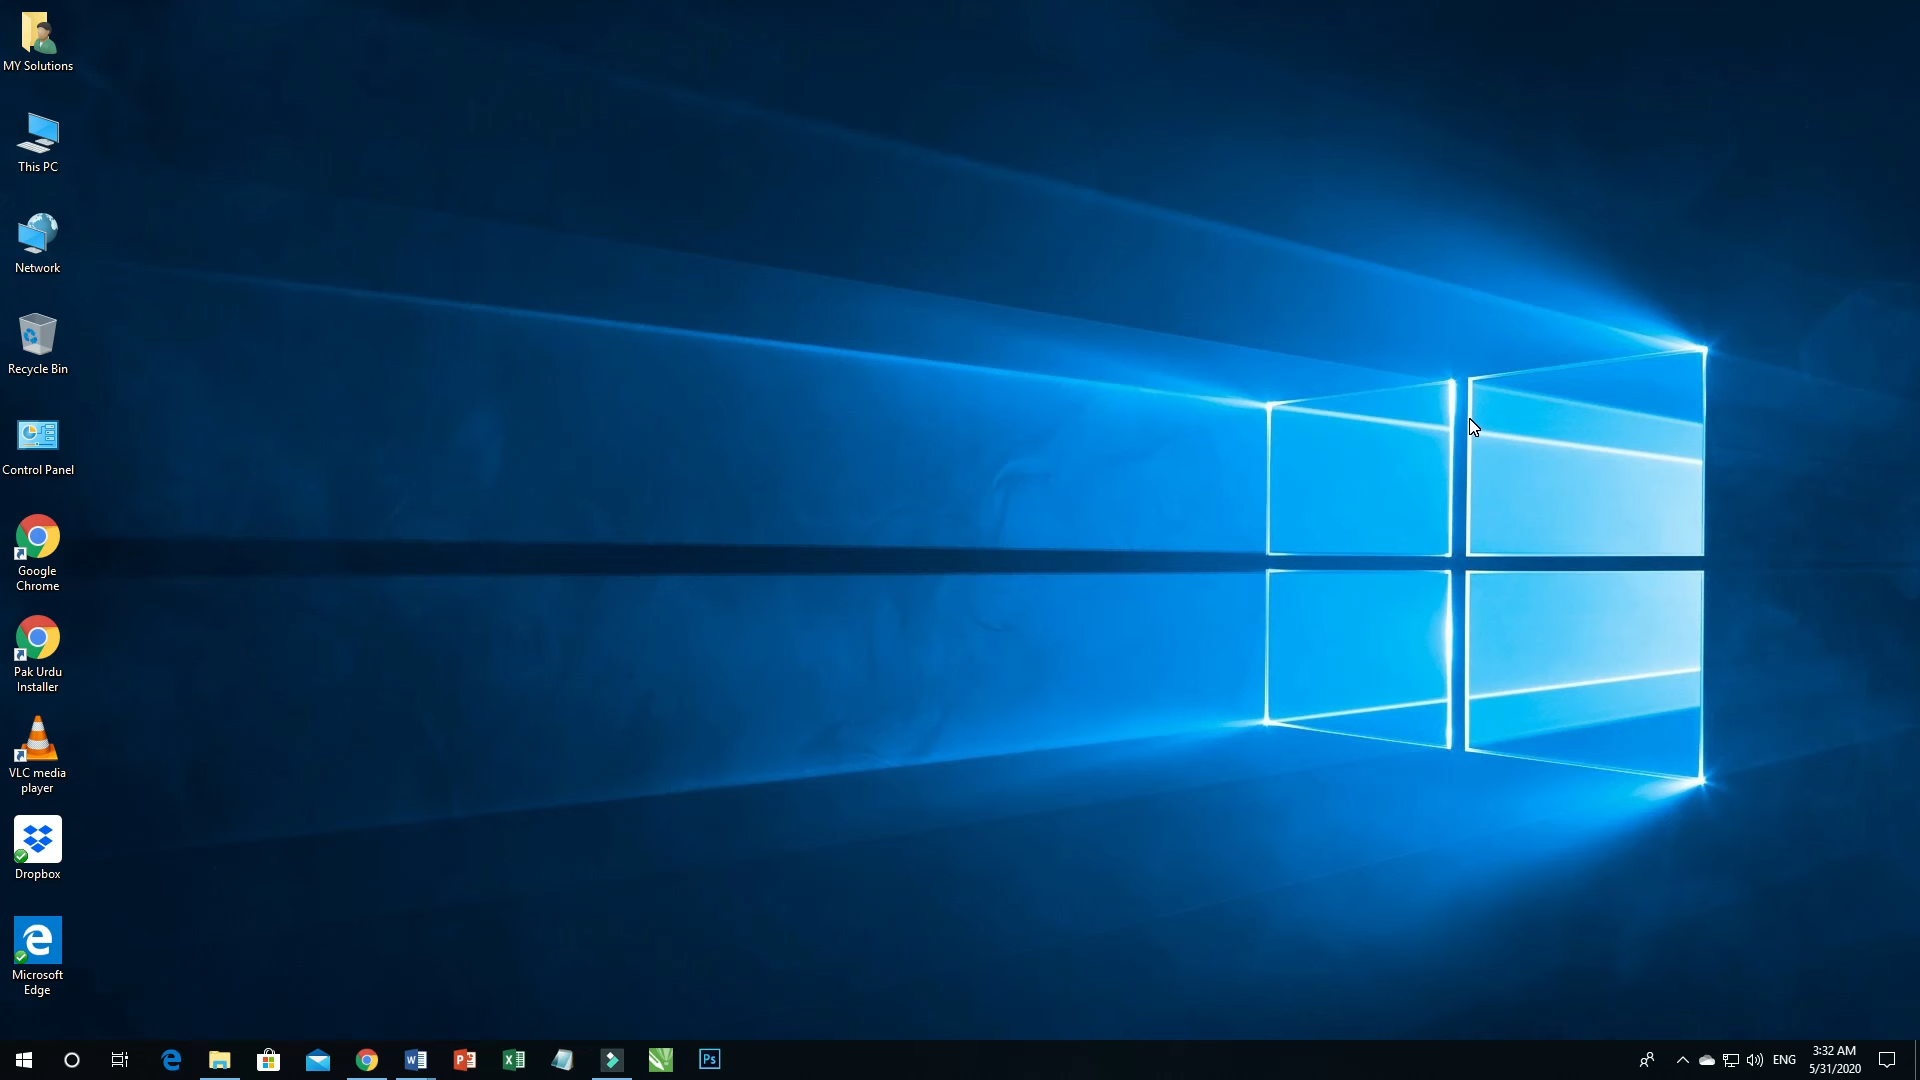 MY Solutions
This PC
Network
Recycle Bin
Control Panel
Google
Chrome
Pak Urdu
Installer
VLC media
player
Dropbox
Microsoft
Edge
ENG
3:32 AM
5/31/2020
Ps